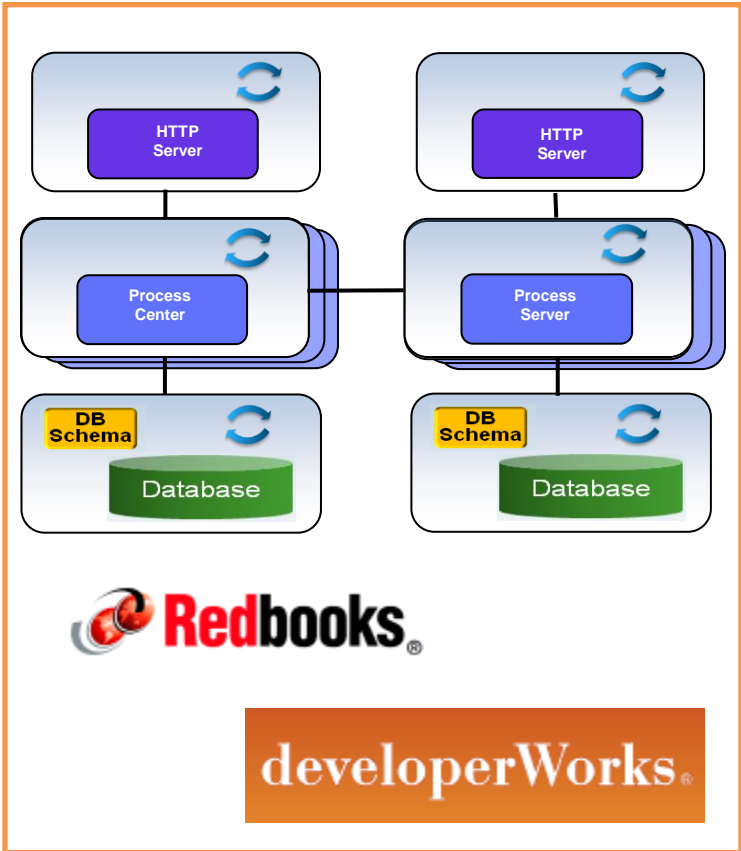 HTTP
Server
HTTP
Server
Process
Center
Process
Server
DB
Schema
Database
DB
Schema
Database
Redbooks®
developerWorks®